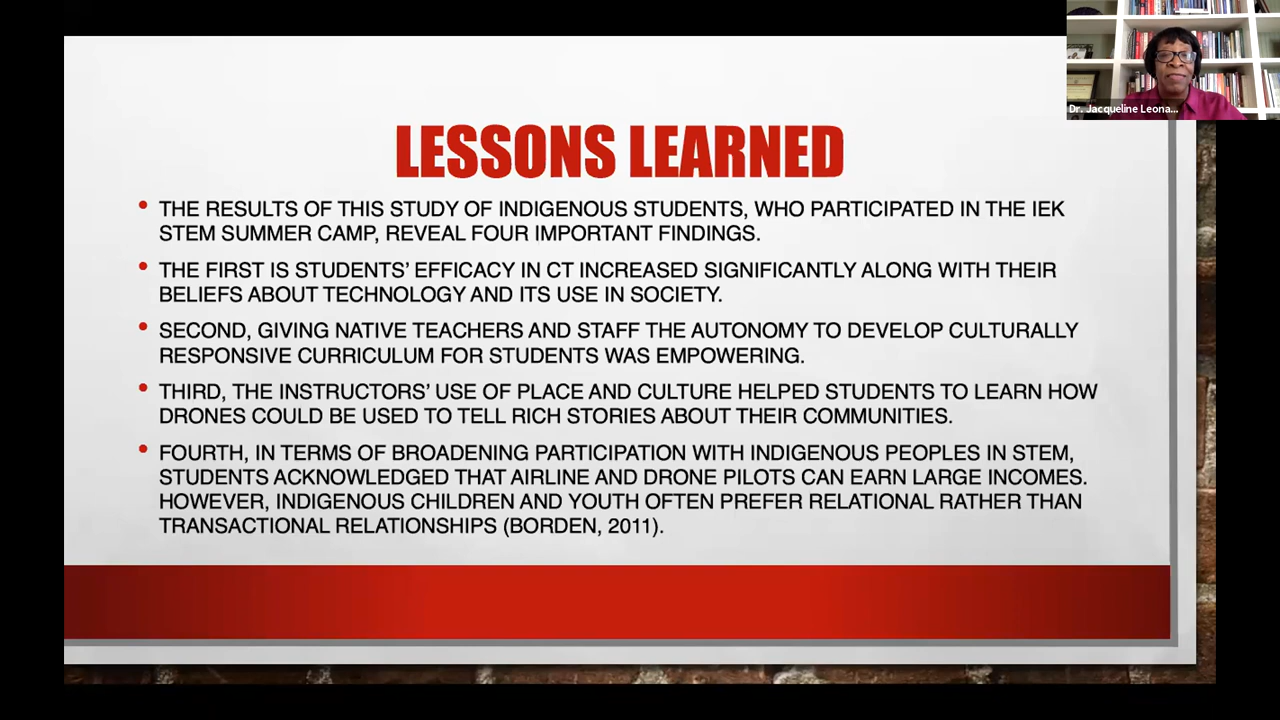 Dr. Jacqueline Leona...
LESSONS LEARNED
• THE RESULTS OF THIS STUDY OF INDIGENOUS STUDENTS, WHO PARTICIPATED IN THE IEK
STEM SUMMER CAMP, REVEAL FOUR IMPORTANT FINDINGS.
• THE FIRST IS STUDENTS' EFFICACY IN CT INCREASED SIGNIFICANTLY ALONG WITH THEIR
BELIEFS ABOUT TECHNOLOGY AND ITS USE IN SOCIETY.
• SECOND, GIVING NATIVE TEACHERS AND STAFF THE AUTONOMY TO DEVELOP CULTURALLY
RESPONSIVE CURRICULUM FOR STUDENTS WAS EMPOWERING.
• THIRD, THE INSTRUCTORS' USE OF PLACE AND CULTURE HELPED STUDENTS TO LEARN HOW
DRONES COULD BE USED TO TELL RICH STORIES ABOUT THEIR COMMUNITIES.
• FOURTH, IN TERMS OF BROADENING PARTICIPATION WITH INDIGENOUS PEOPLES IN STEM,
STUDENTS ACKNOWLEDGED THAT AIRLINE AND DRONE PILOTS CAN EARN LARGE INCOMES.
HOWEVER, INDIGENOUS CHILDREN AND YOUTH OFTEN PREFER RELATIONAL RATHER THAN
TRANSACTIONAL RELATIONSHIPS (BORDEN, 2011).